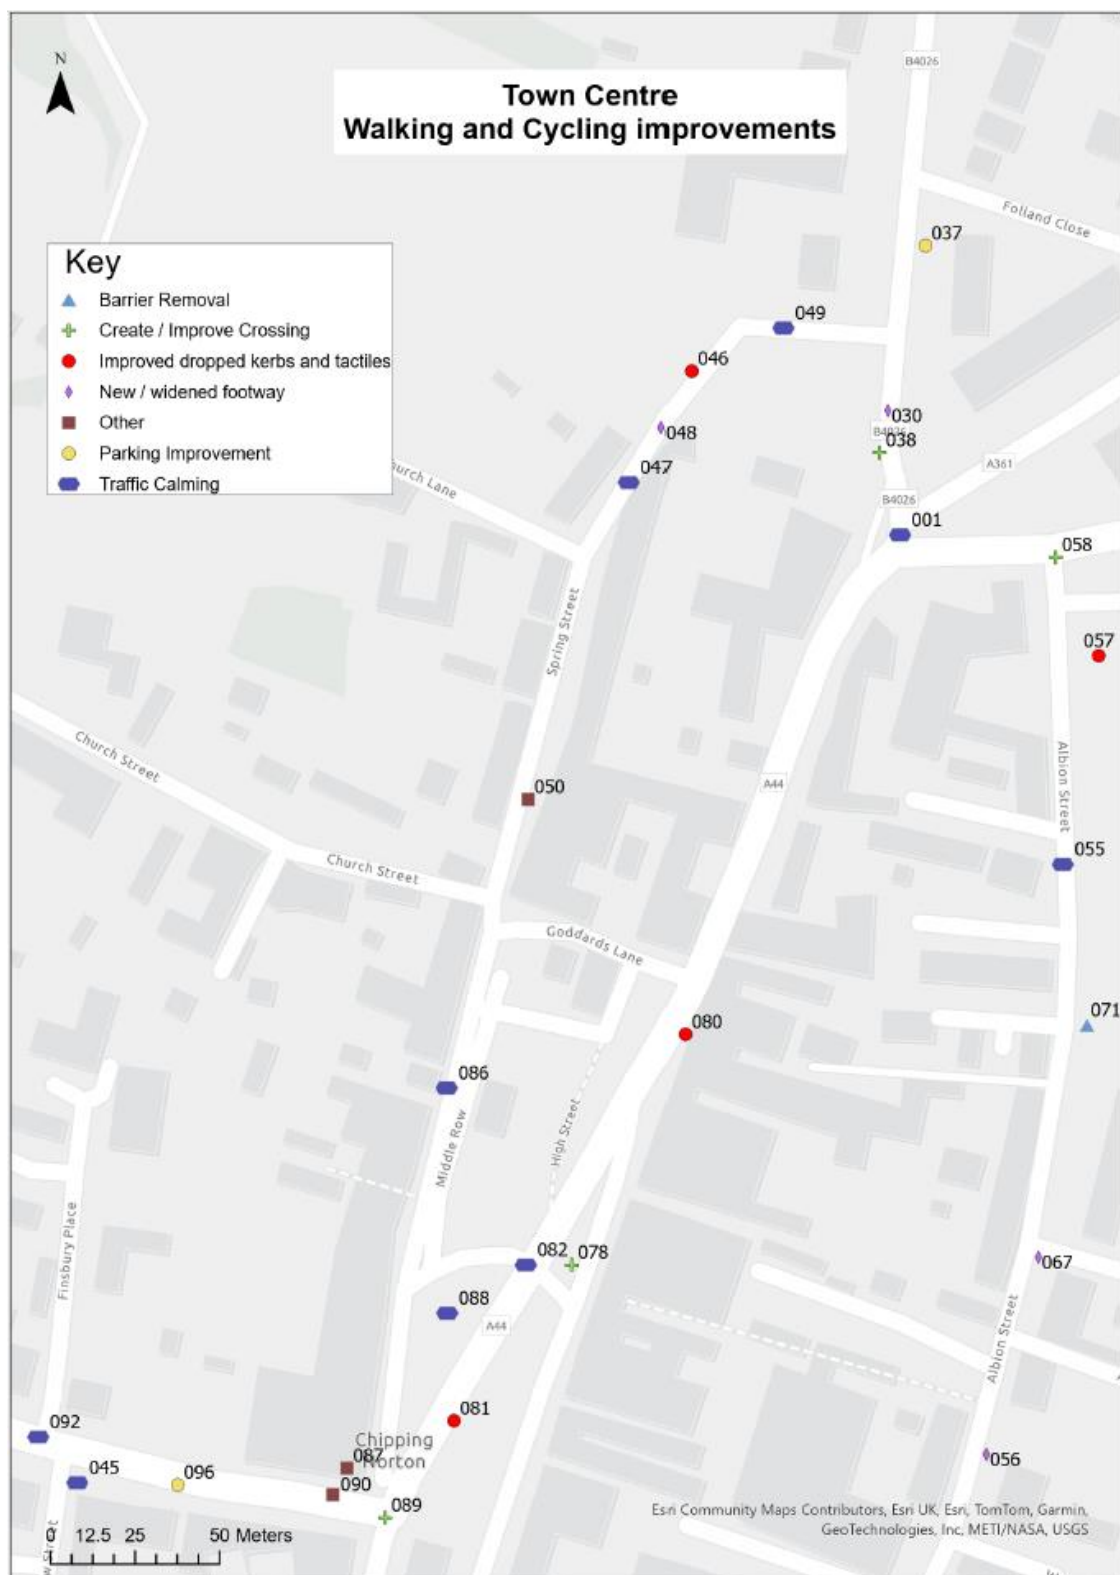 N
Town Centre
Walking and Cycling improvements
B4026
Folland Close
037
Key
Barrier Removal
Create / Improve Crossing
Improved dropped kerbs and tactiles
New / widened footway
Other
Parking Improvement
Traffic Calming
049
046
048
047
030
B4026
038
A361
B4026
001
058
057
urch Lane
Spring Street
Church Street
050
A44
Albion Street
055
Church Street
Goddards Lane
080
071
086
Middle Row
High Street
Finsbury Place
082
078
088
A44
067
Albion Street
081
092
Chipping
Norton
087
045
096
090
089
056
0 12.5 25 50 Meters
Esri Community Maps Contributors, Esri UK, Esri, TomTom, Garmin,
GeoTechnologies, Inc, METI/NASA, USGS
w Street